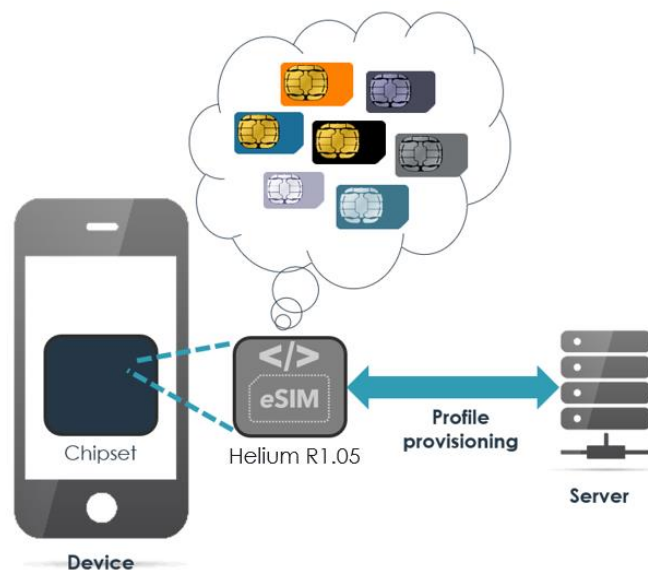 </>
eSIM
Chipset
Helium R1.05
Profile
provisioning
Server
Device